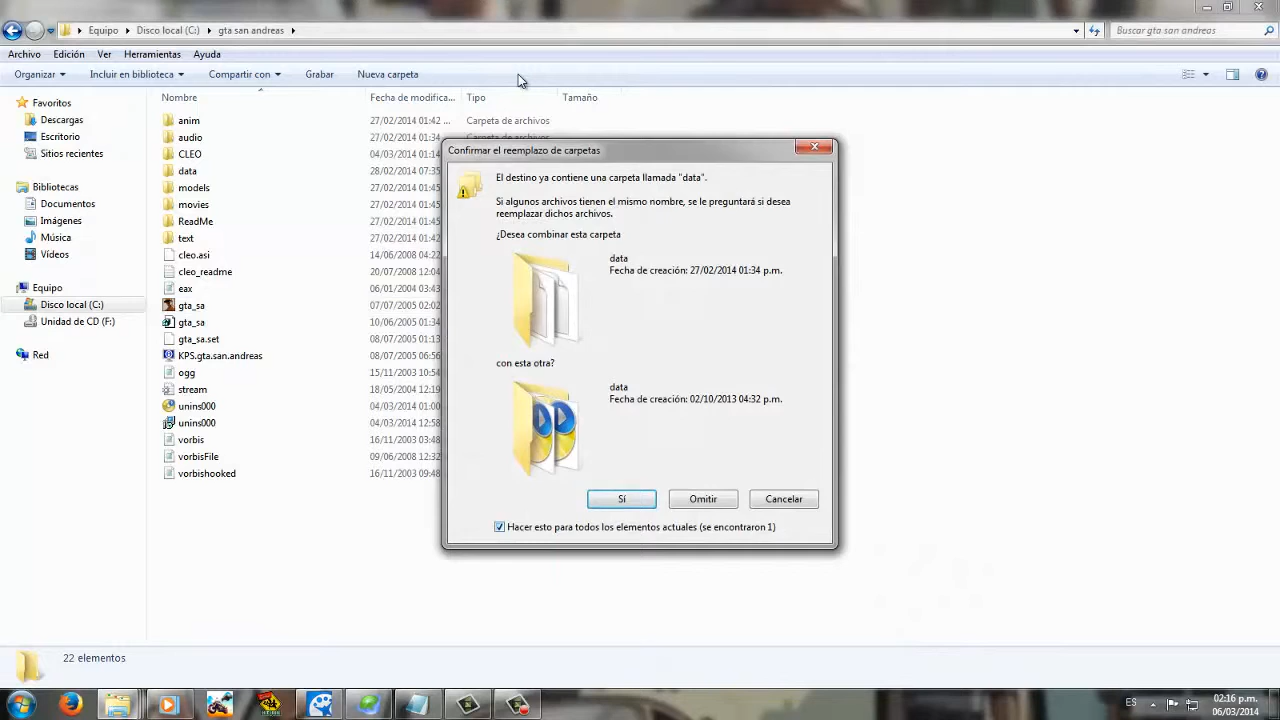 Equipo
Disco local (C:)
gta san andreas
Buscar gta san andreas
Archivo Edición Ver Herramientas Ayuda
Organizar Incluir en biblioteca Compartir con Grabar Nueva carpeta
Nombre Fecha de modifica... Tipo Tamaño
Favoritos
Descargas
Escritorio
Sitios recientes
Bibliotecas
Documentos
Imágenes
Música
Vídeos
Equipo
Disco local (C:)
Unidad de CD (F:)
Red
anim 27/02/2014 01:42 ... Carpeta de archivos
audio 27/02/2014 01:34 Carpeta de archivos
CLEO 04/03/2014 01:14
data 28/02/2014 07:35
models 27/02/2014 01:45
movies 27/02/2014 01:45
ReadMe 27/02/2014 01:45
text 27/02/2014 01:42
cleo.asi 14/06/2008 04:22
cleo_readme 20/07/2008 12:04
eax 06/01/2004 03:43
gta_sa 07/07/2005 02:02
gta_sa 10/06/2005 01:34
gta_sa.set 08/07/2005 01:13
KPS.gta.san.andreas 08/07/2005 06:56
ogg 15/11/2003 10:54
stream 18/05/2004 12:19
unins000 04/03/2014 01:00
unins000 04/03/2014 12:58
vorbis 16/11/2003 03:48
vorbisFile 09/06/2008 12:32
vorbishooked 16/11/2003 09:48
Confirmar el reemplazo de carpetas
El destino ya contiene una carpeta llamada "data".
Si algunos archivos tienen el mismo nombre, se le preguntará si desea
reemplazar dichos archivos.
¿Desea combinar esta carpeta
data
Fecha de creación: 27/02/2014 01:34 p.m.
con esta otra?
data
Fecha de creación: 02/10/2013 04:32 p.m.
Sí Omitir Cancelar
Hacer esto para todos los elementos actuales (se encontraron 1)
22 elementos
ES
02:16 p.m.
06/03/2014